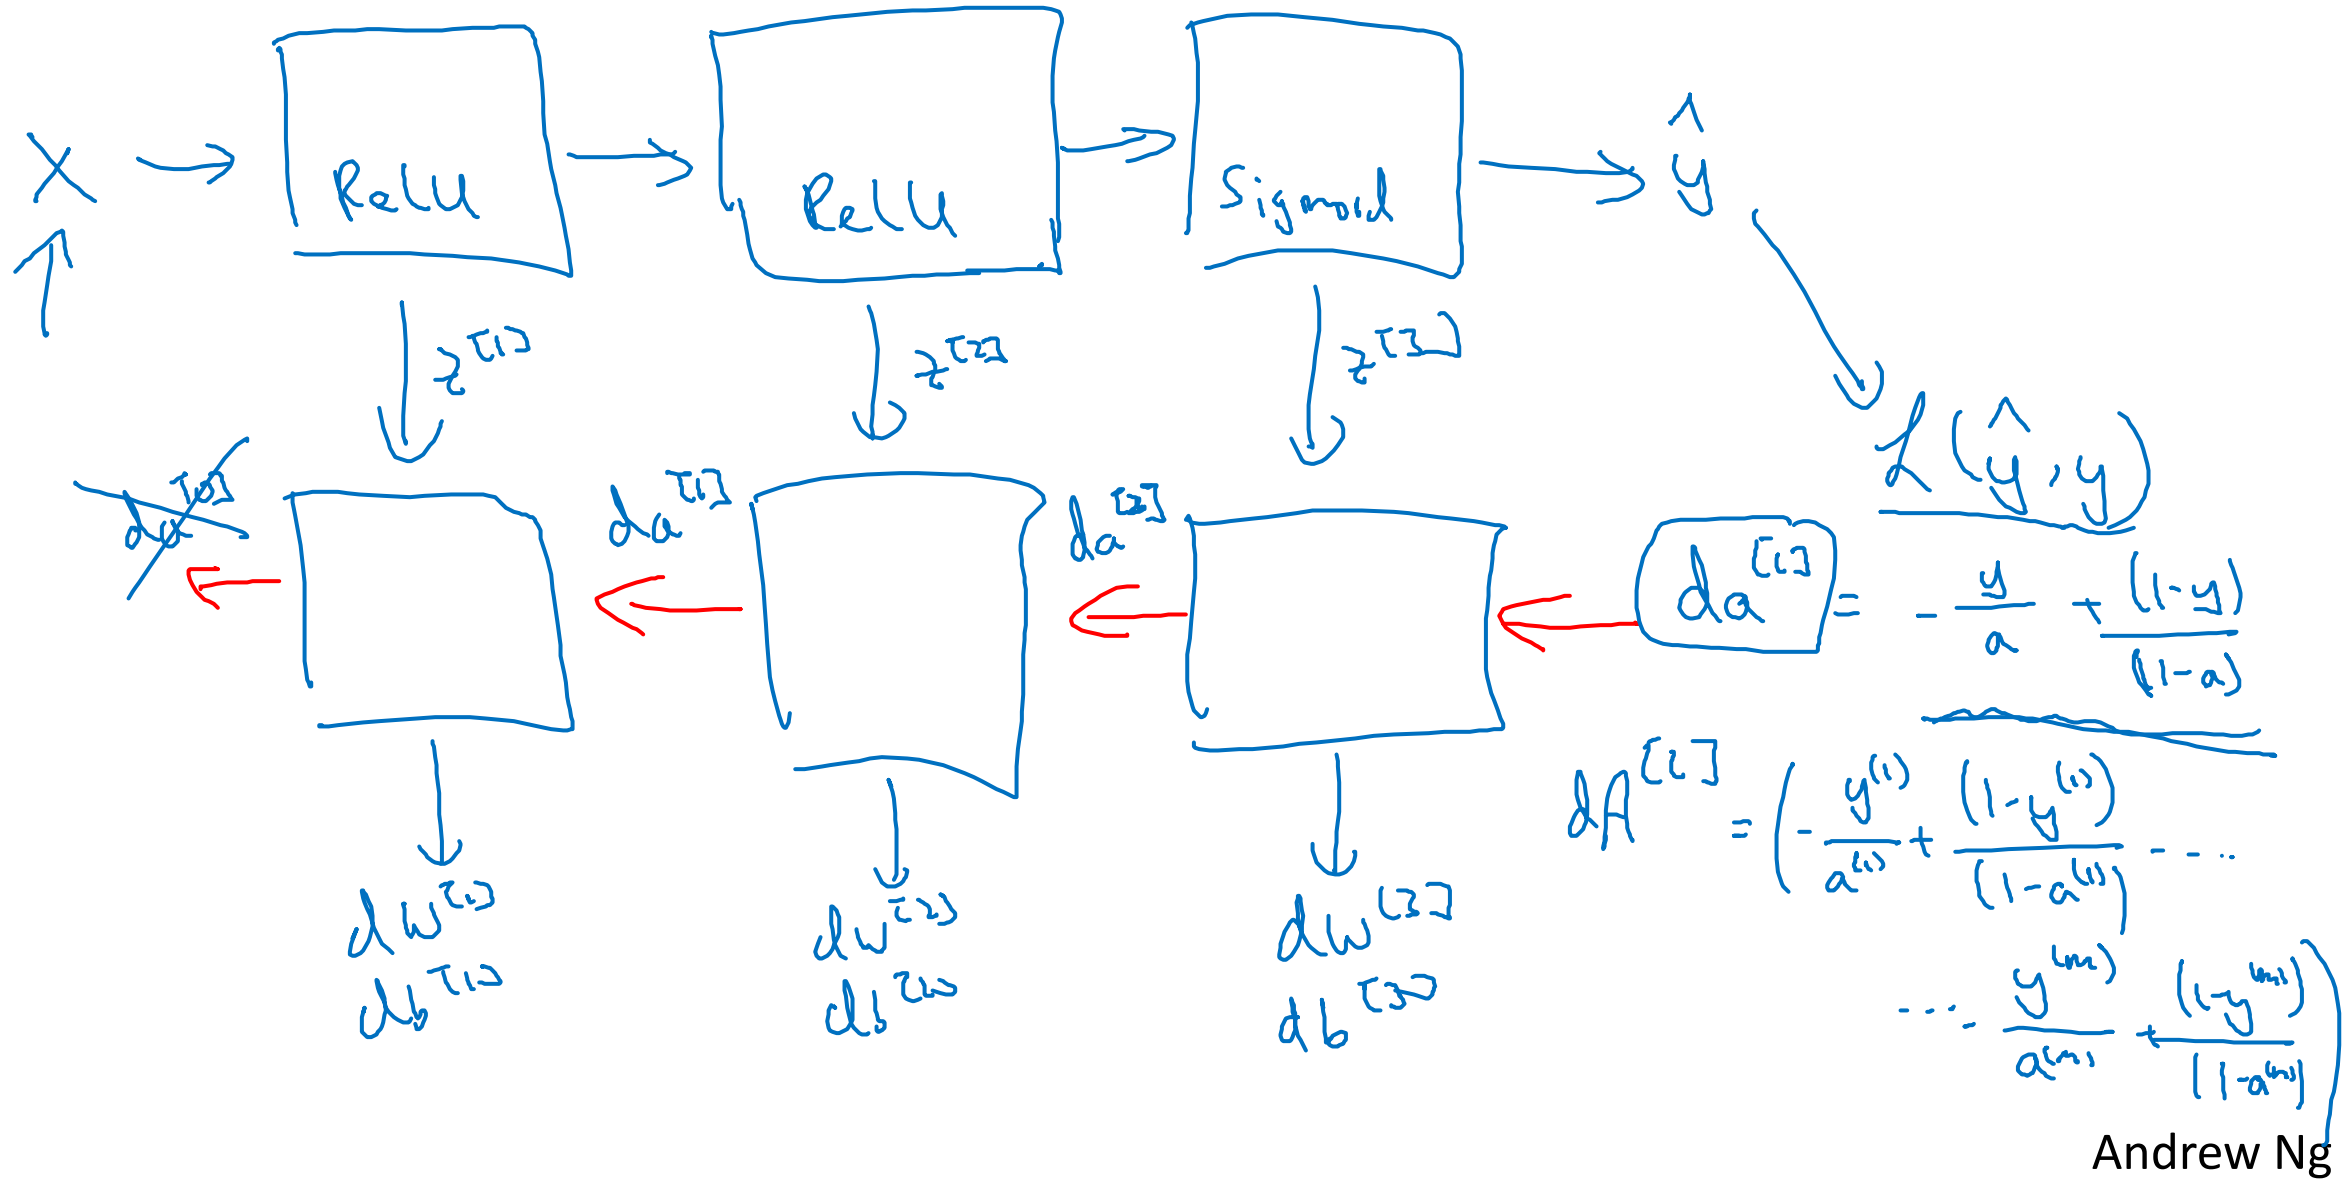 X → ReLU → ReLU → Sigmoid → ŷ
z^[1] z^[2] z^[3]
L(ŷ, y)
da^[0] da^[1] da^[2] da^[l] = - y/a + (1-y)/(1-a)
dA^[l] = (- y^(1)/a^(1) + (1-y^(1))/(1-a^(1)) ...
dW^[1] dW^[2] dW^[3]
db^[1] db^[2] db^[3]
... - y^(m)/a^(m) + (1-y^(m))/(1-a^(m)))
Andrew Ng